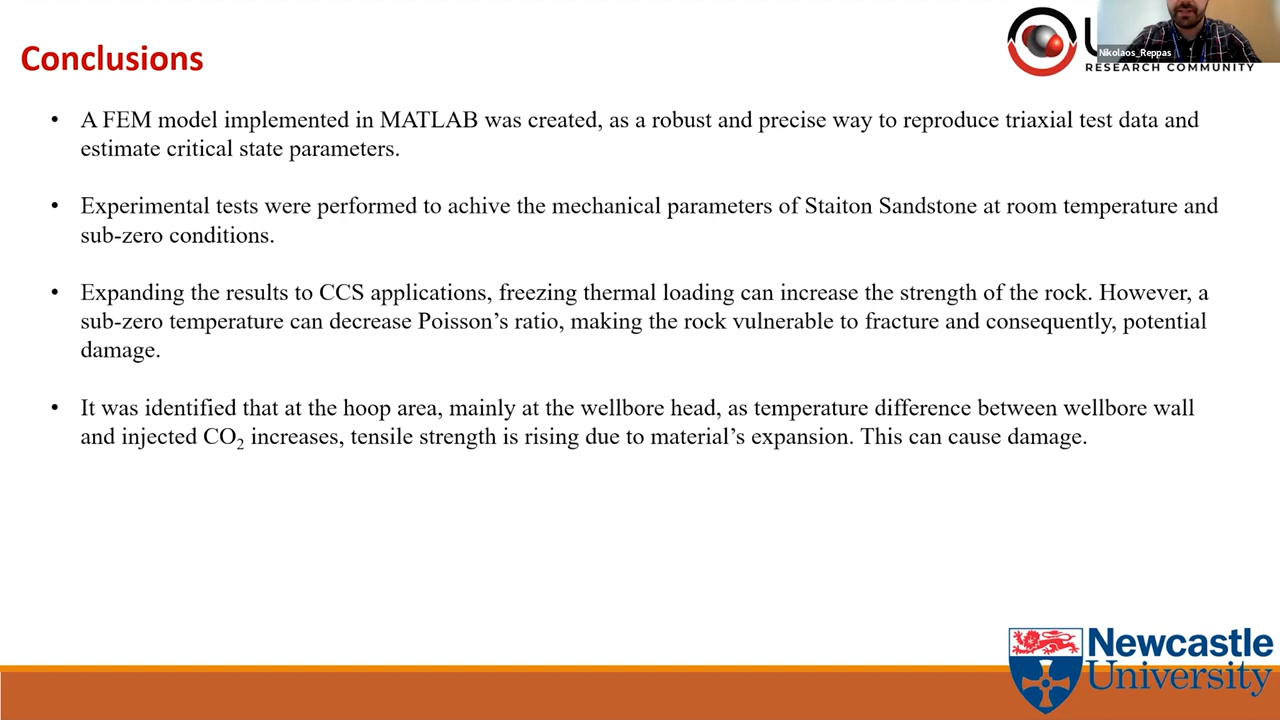 Conclusions
Nikolaos_Reppas
RESEARCH COMMUNITY
• A FEM model implemented in MATLAB was created, as a robust and precise way to reproduce triaxial test data and
estimate critical state parameters.
• Experimental tests were performed to achive the mechanical parameters of Staiton Sandstone at room temperature and
sub-zero conditions.
• Expanding the results to CCS applications, freezing thermal loading can increase the strength of the rock. However, a
sub-zero temperature can decrease Poisson’s ratio, making the rock vulnerable to fracture and consequently, potential
damage.
• It was identified that at the hoop area, mainly at the wellbore head, as temperature difference between wellbore wall
and injected CO₂ increases, tensile strength is rising due to material’s expansion. This can cause damage.
Newcastle
University